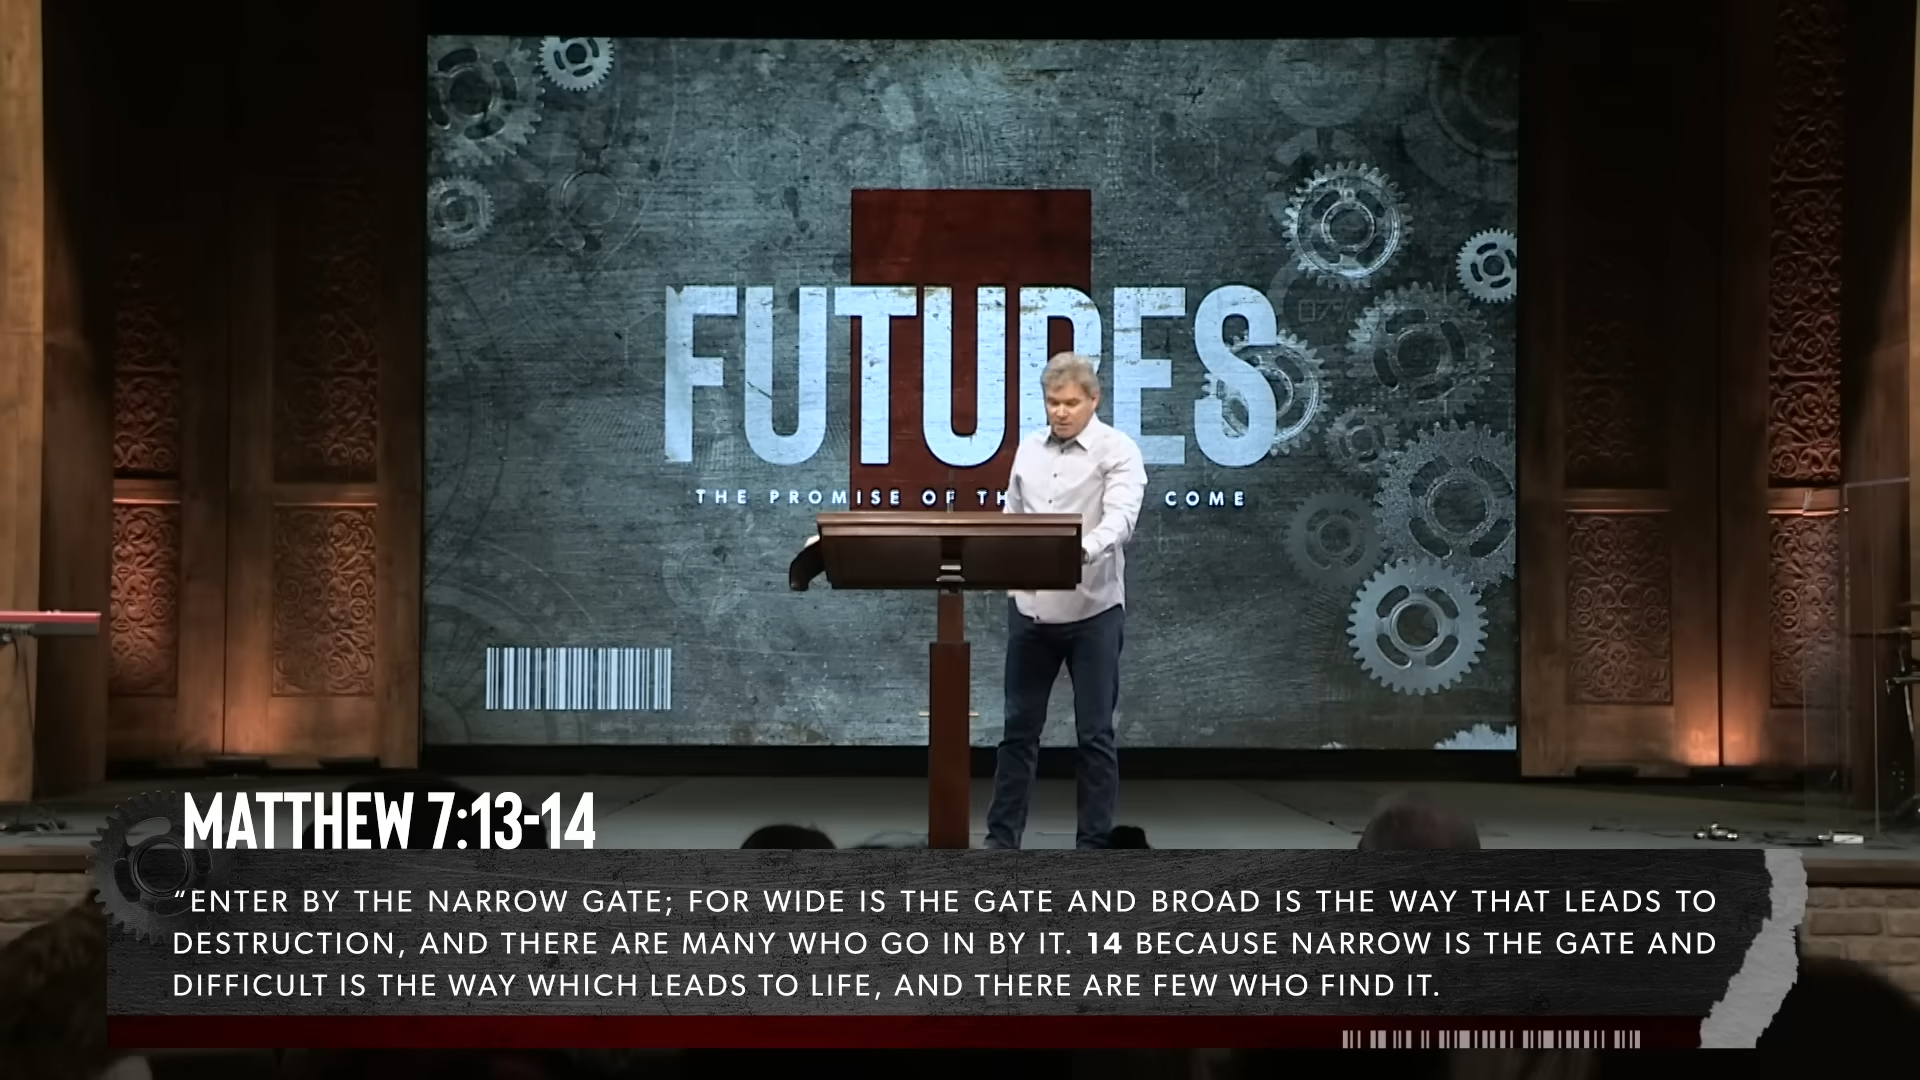 FUTURES
THE PROMISE OF TH COME
MATTHEW 7:13-14
“ENTER BY THE NARROW GATE; FOR WIDE IS THE GATE AND BROAD IS THE WAY THAT LEADS TO
DESTRUCTION, AND THERE ARE MANY WHO GO IN BY IT. 14 BECAUSE NARROW IS THE GATE AND
DIFFICULT IS THE WAY WHICH LEADS TO LIFE, AND THERE ARE FEW WHO FIND IT.